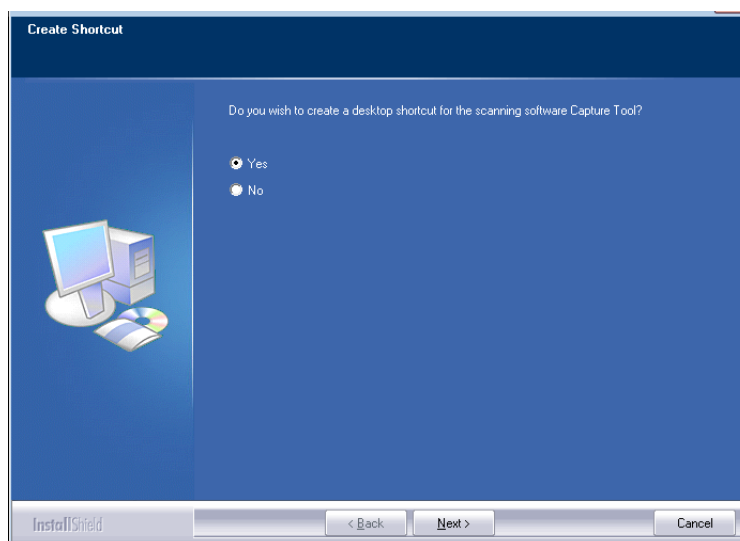 Create Shortcut
Do you wish to create a desktop shortcut for the scanning software Capture Tool?
Yes
No
InstallShield
< Back
Next >
Cancel